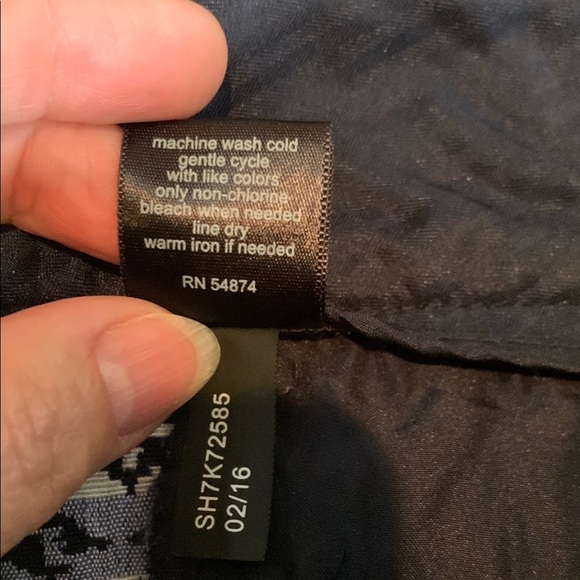 machine wash cold
gentle cycle
with like colors
only non-chlorine
bleach when needed
line dry
warm iron if needed
RN 54874
SH7K72585
02/16